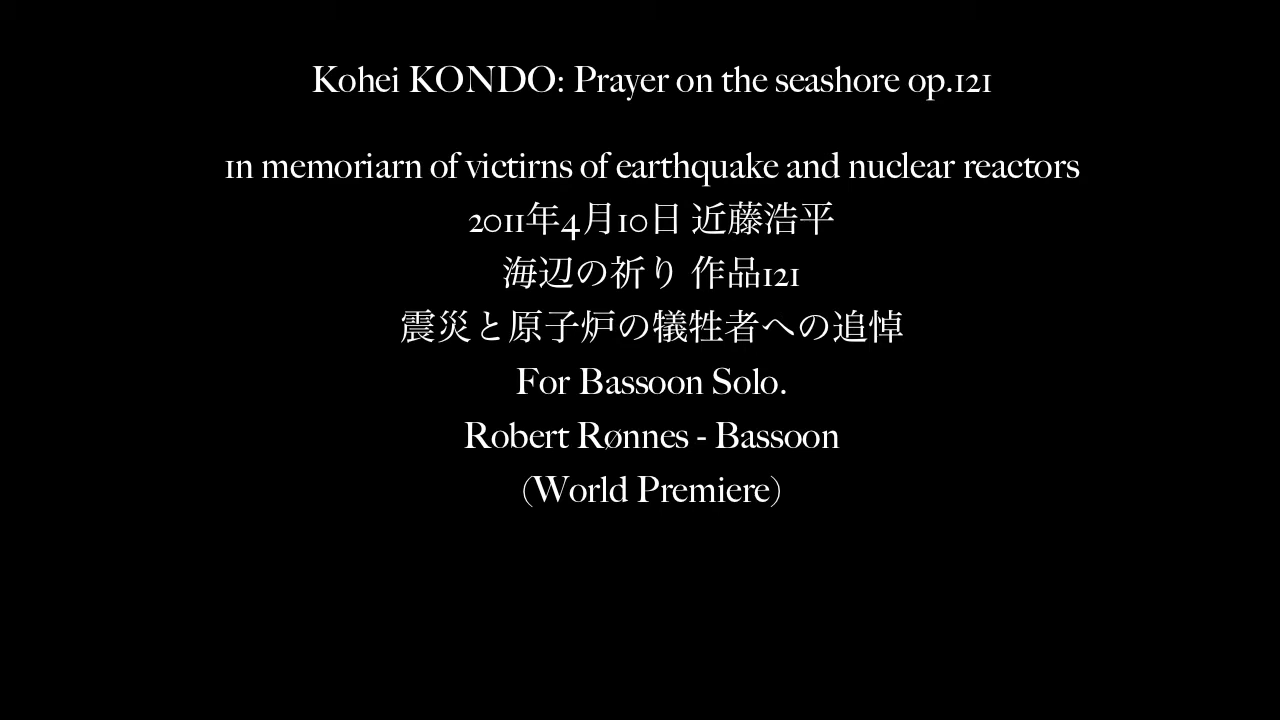 Kohei KONDO: Prayer on the seashore op.121
1n memoriarn of victirns of earthquake and nuclear reactors
2011年4月10日 近藤浩平
海辺の祈り 作品121
震災と原子炉の犠牲者への追悼
For Bassoon Solo.
Robert Rønnes - Bassoon
(World Premiere)